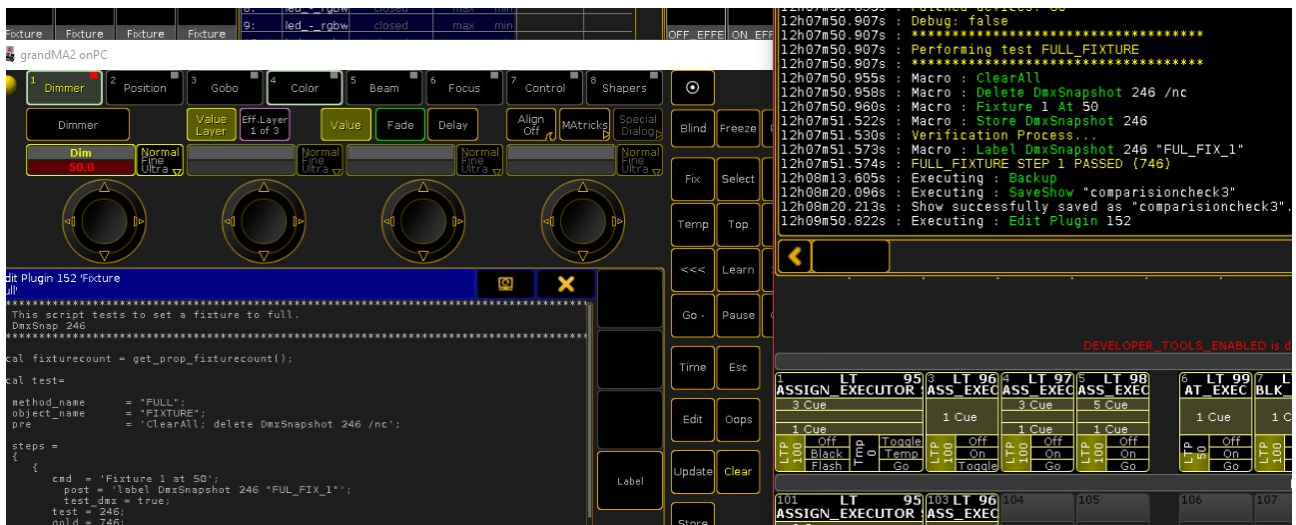 8: led_-_rgbw closed max min
9: led_-_rgbw closed max min
Fixture Fixture Fixture Fixture
OFF_EFFE ON_EFF
grandMA2 onPC
1 Dimmer
2 Position
3 Gobo
4 Color
5 Beam
6 Focus
7 Control
8 Shapers
Dimmer
Value Layer
Eff.Layer 1 of 3
Value
Fade
Delay
Align Off
MAtricks
Special Dialog
Dim
50.0
Normal Fine Ultra
Normal Fine Ultra
Normal Fine Ultra
Normal Fine Ultra
Blind Freeze
Fix Select
Temp Top
<<< Learn
Go - Pause
Time Esc
Edit Oops
Update Clear
Store
Label
dit Plugin 152 'Fixture
ull'
******************************************************************************
This script tests to set a fixture to full.
DmxSnap 246
******************************************************************************
cal fixturecount = get_prop_fixturecount();
cal test=
method_name = "FULL";
object_name = "FIXTURE";
pre = 'ClearAll; delete DmxSnapshot 246 /nc';
steps =
{
{
cmd = 'Fixture 1 at 50';
post = 'label DmxSnapshot 246 "FUL_FIX_1"';
test_dmx = true;
test = 246;
gold = 746;
12h07m50.907s : Debug: false
12h07m50.907s : ************************************
12h07m50.907s : Performing test FULL_FIXTURE
12h07m50.907s : ************************************
12h07m50.955s : Macro : ClearAll
12h07m50.958s : Macro : Delete DmxSnapshot 246 /nc
12h07m50.960s : Macro : Fixture 1 At 50
12h07m51.522s : Macro : Store DmxSnapshot 246
12h07m51.530s : Verification Process...
12h07m51.573s : Macro : Label DmxSnapshot 246 "FUL_FIX_1"
12h07m51.574s : FULL_FIXTURE STEP 1 PASSED {746}
12h08m13.605s : Executing : Backup
12h08m20.096s : Executing : SaveShow "comparisioncheck3"
12h08m20.213s : Show successfully saved as "comparisioncheck3".
12h09m50.822s : Executing : Edit Plugin 152
DEVELOPER_TOOLS_ENABLED is d
1 LT 95 3 LT 96 4 LT 97 5 LT 98 6 LT 99 7 L
ASSIGN_EXECUTOR ASS_EXEC ASS_EXEC ASS_EXEC AT_EXEC BLK_
3 Cue 1 Cue 3 Cue 5 Cue 1 Cue 1 C
1 Cue 1 Cue 1 Cue
LTP 100 Off Black Flash Tmp 0 Toggle Temp Go
LTP 100 Off On Toggle
LTP 100 Off On Go
LTP 100 Off On Go
LTP 50 Off On Go
LTP 100
101 LT 95 103 LT 96 104 105 106 107
ASSIGN_EXECUTOR ASS_EXEC